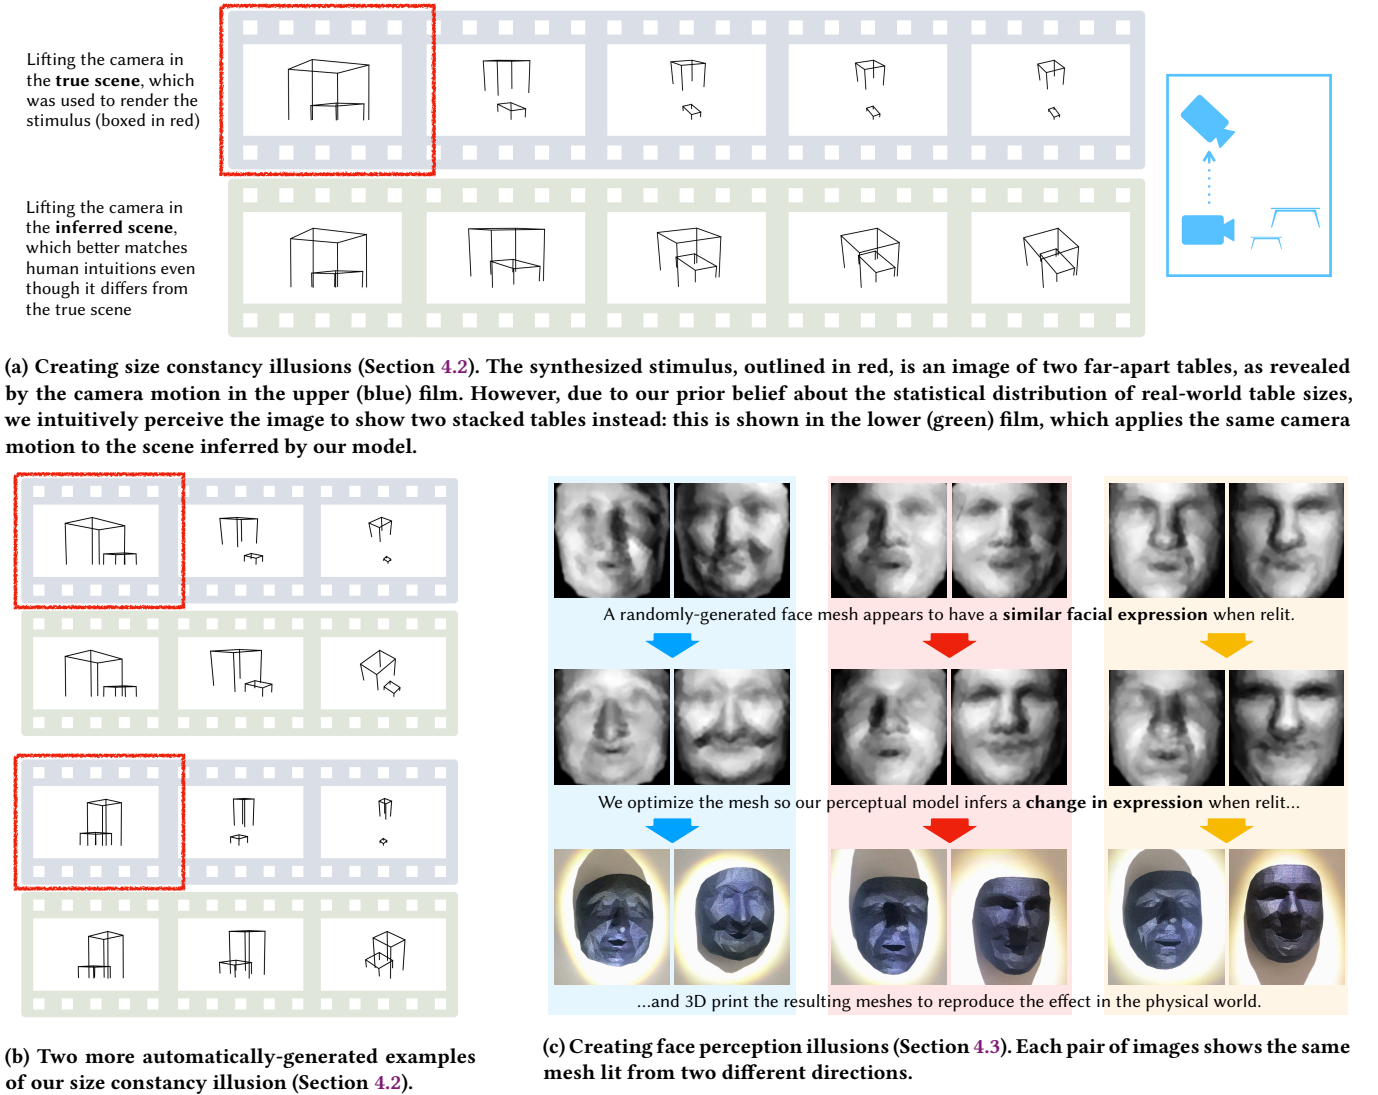 Lifting the camera in
the true scene, which
was used to render the
stimulus (boxed in red)
Lifting the camera in
the inferred scene,
which better matches
human intuitions even
though it differs from
the true scene
(a) Creating size constancy illusions (Section 4.2). The synthesized stimulus, outlined in red, is an image of two far-apart tables, as revealed
by the camera motion in the upper (blue) film. However, due to our prior belief about the statistical distribution of real-world table sizes,
we intuitively perceive the image to show two stacked tables instead: this is shown in the lower (green) film, which applies the same camera
motion to the scene inferred by our model.
(b) Two more automatically-generated examples
of our size constancy illusion (Section 4.2).
A randomly-generated face mesh appears to have a similar facial expression when relit.
We optimize the mesh so our perceptual model infers a change in expression when relit...
...and 3D print the resulting meshes to reproduce the effect in the physical world.
(c) Creating face perception illusions (Section 4.3). Each pair of images shows the same
mesh lit from two different directions.